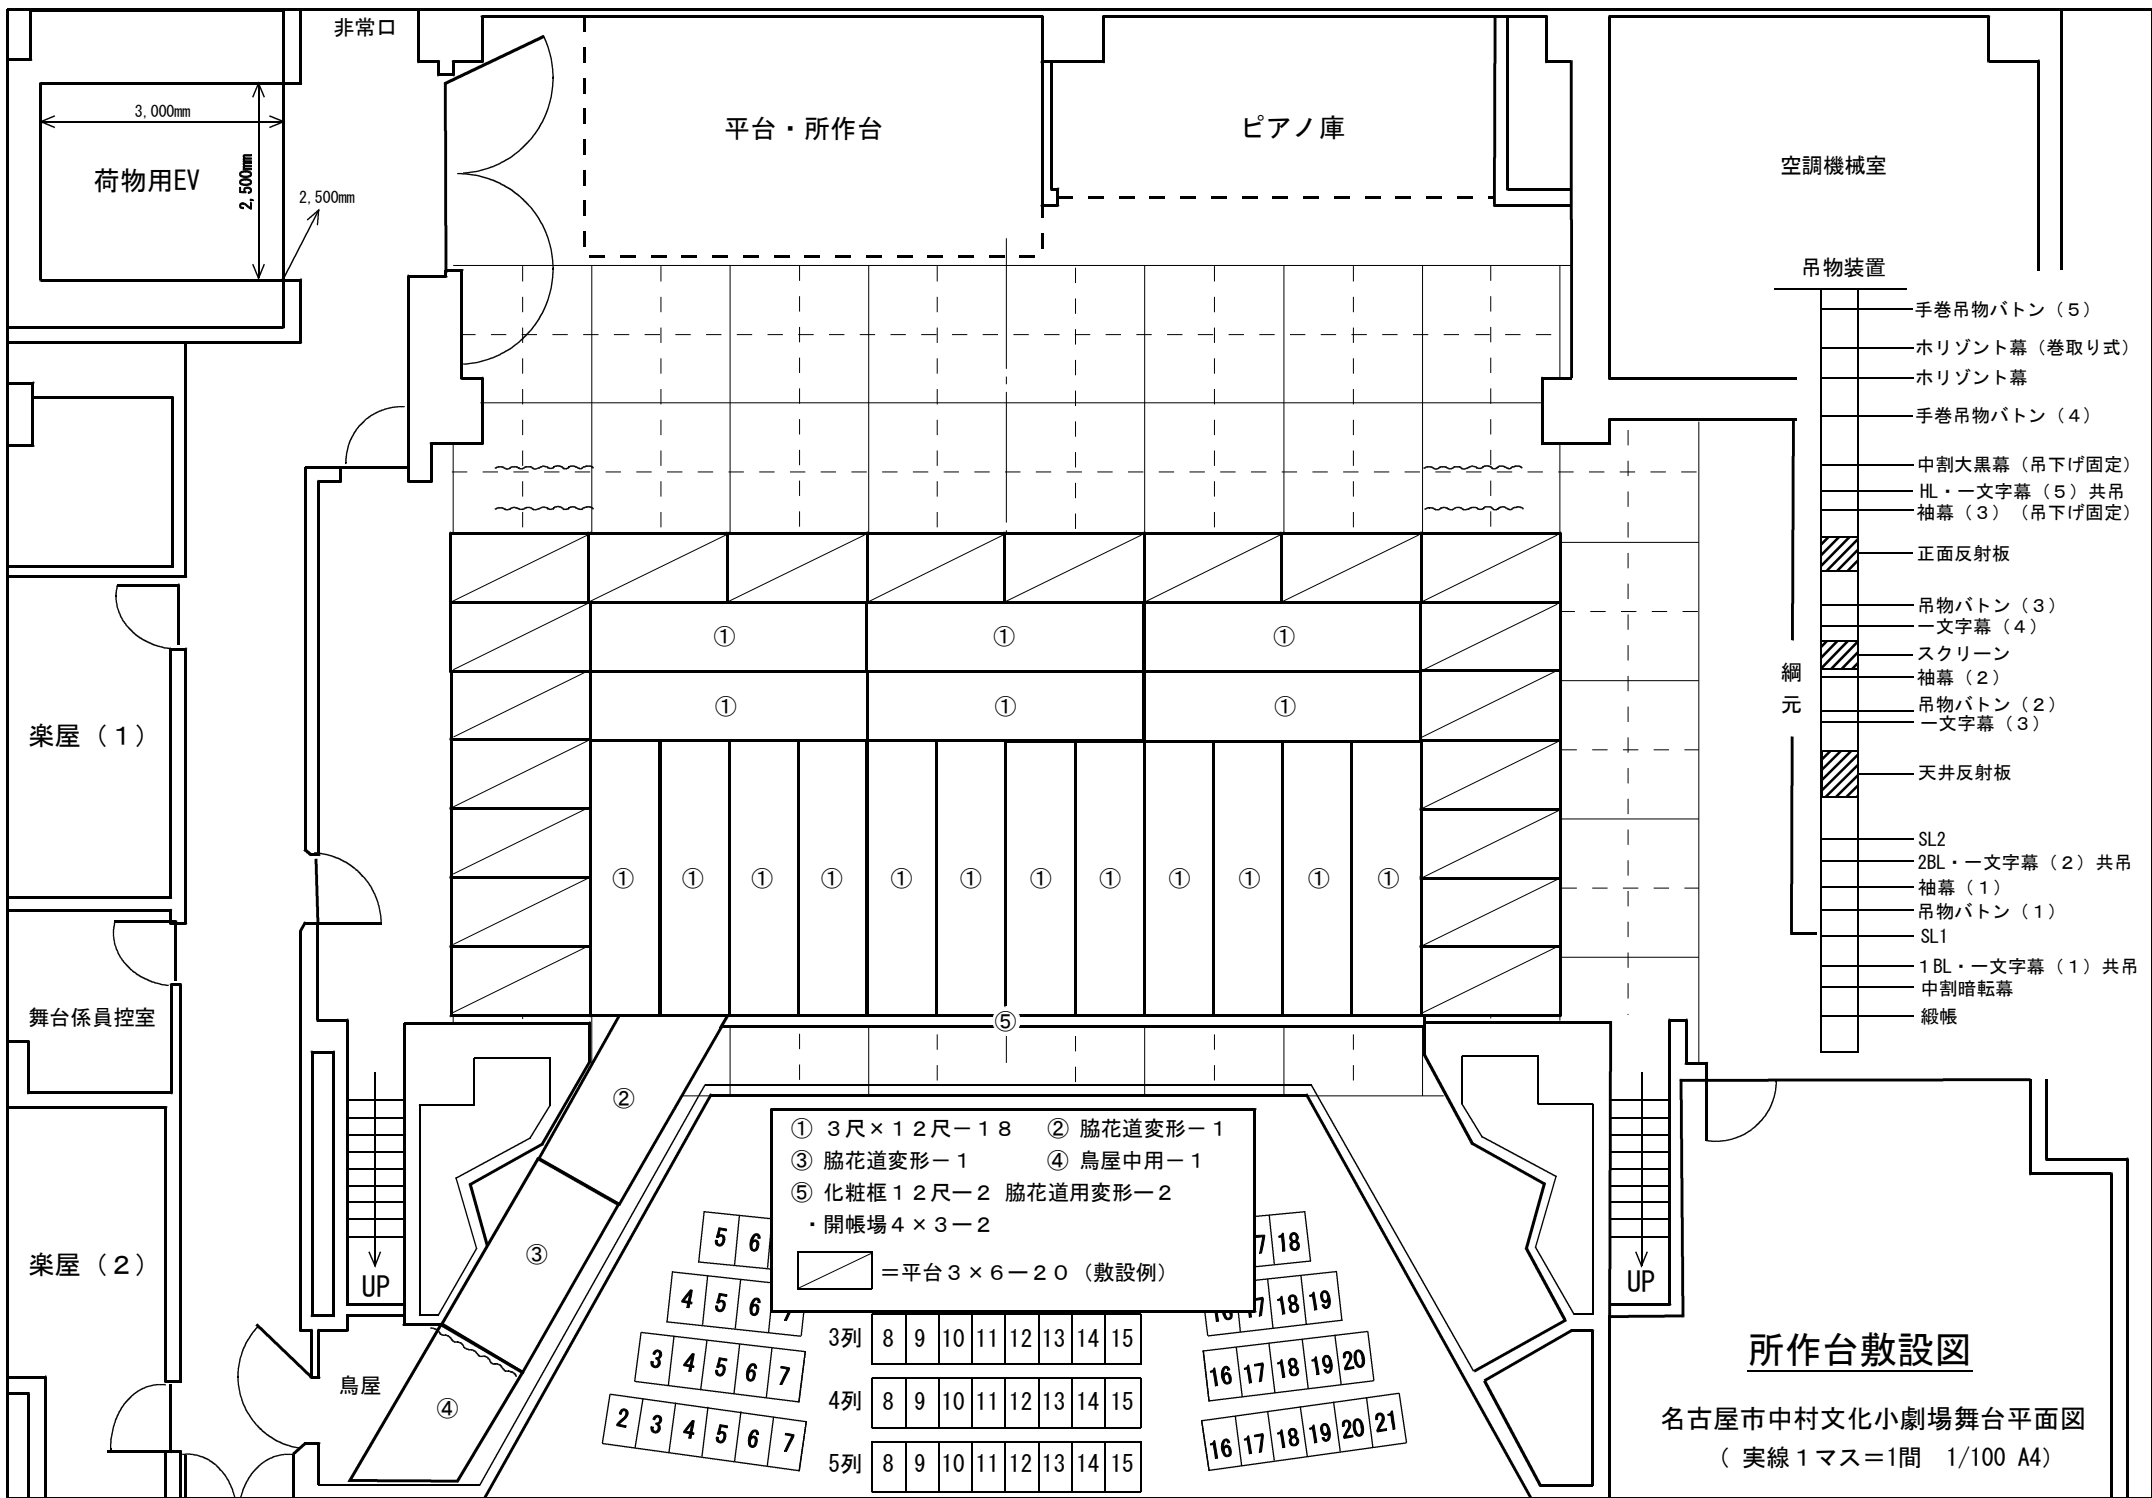 非常口
3,000mm
荷物用EV
2,500mm
2,500mm
平台・所作台
ピアノ庫
空調機械室
吊物装置
手巻吊物バトン（５）
ホリゾント幕（巻取り式）
ホリゾント幕
手巻吊物バトン（４）
中割大黒幕（吊下げ固定）
HL・一文字幕（５）共吊
袖幕（３）（吊下げ固定）
正面反射板
吊物バトン（３）
一文字幕（４）
スクリーン
袖幕（２）
吊物バトン（２）
一文字幕（３）
天井反射板
SL2
2BL・一文字幕（２）共吊
袖幕（１）
吊物バトン（１）
SL1
１BL・一文字幕（１）共吊
中割暗転幕
緞帳
綱元
楽屋（１）
舞台係員控室
楽屋（２）
① ① ①
① ① ①
① ① ① ① ① ① ① ① ① ① ① ①
⑤
②
③
④
鳥屋
UP
UP
① ３尺×１２尺－１８ ② 脇花道変形－１
③ 脇花道変形－１ ④ 鳥屋中用－１
⑤ 化粧框１２尺－２ 脇花道用変形－２
・開帳場４×３－２
＝平台３×６－２０（敷設例）
5 6 18
4 5 6 18 19
3 4 5 6 7 3列 8 9 10 11 12 13 14 15 16 17 18 19 20
2 3 4 5 6 7 4列 8 9 10 11 12 13 14 15 16 17 18 19 20 21
5列 8 9 10 11 12 13 14 15
所作台敷設図
名古屋市中村文化小劇場舞台平面図
（ 実線１マス＝1間 1/100 A4）